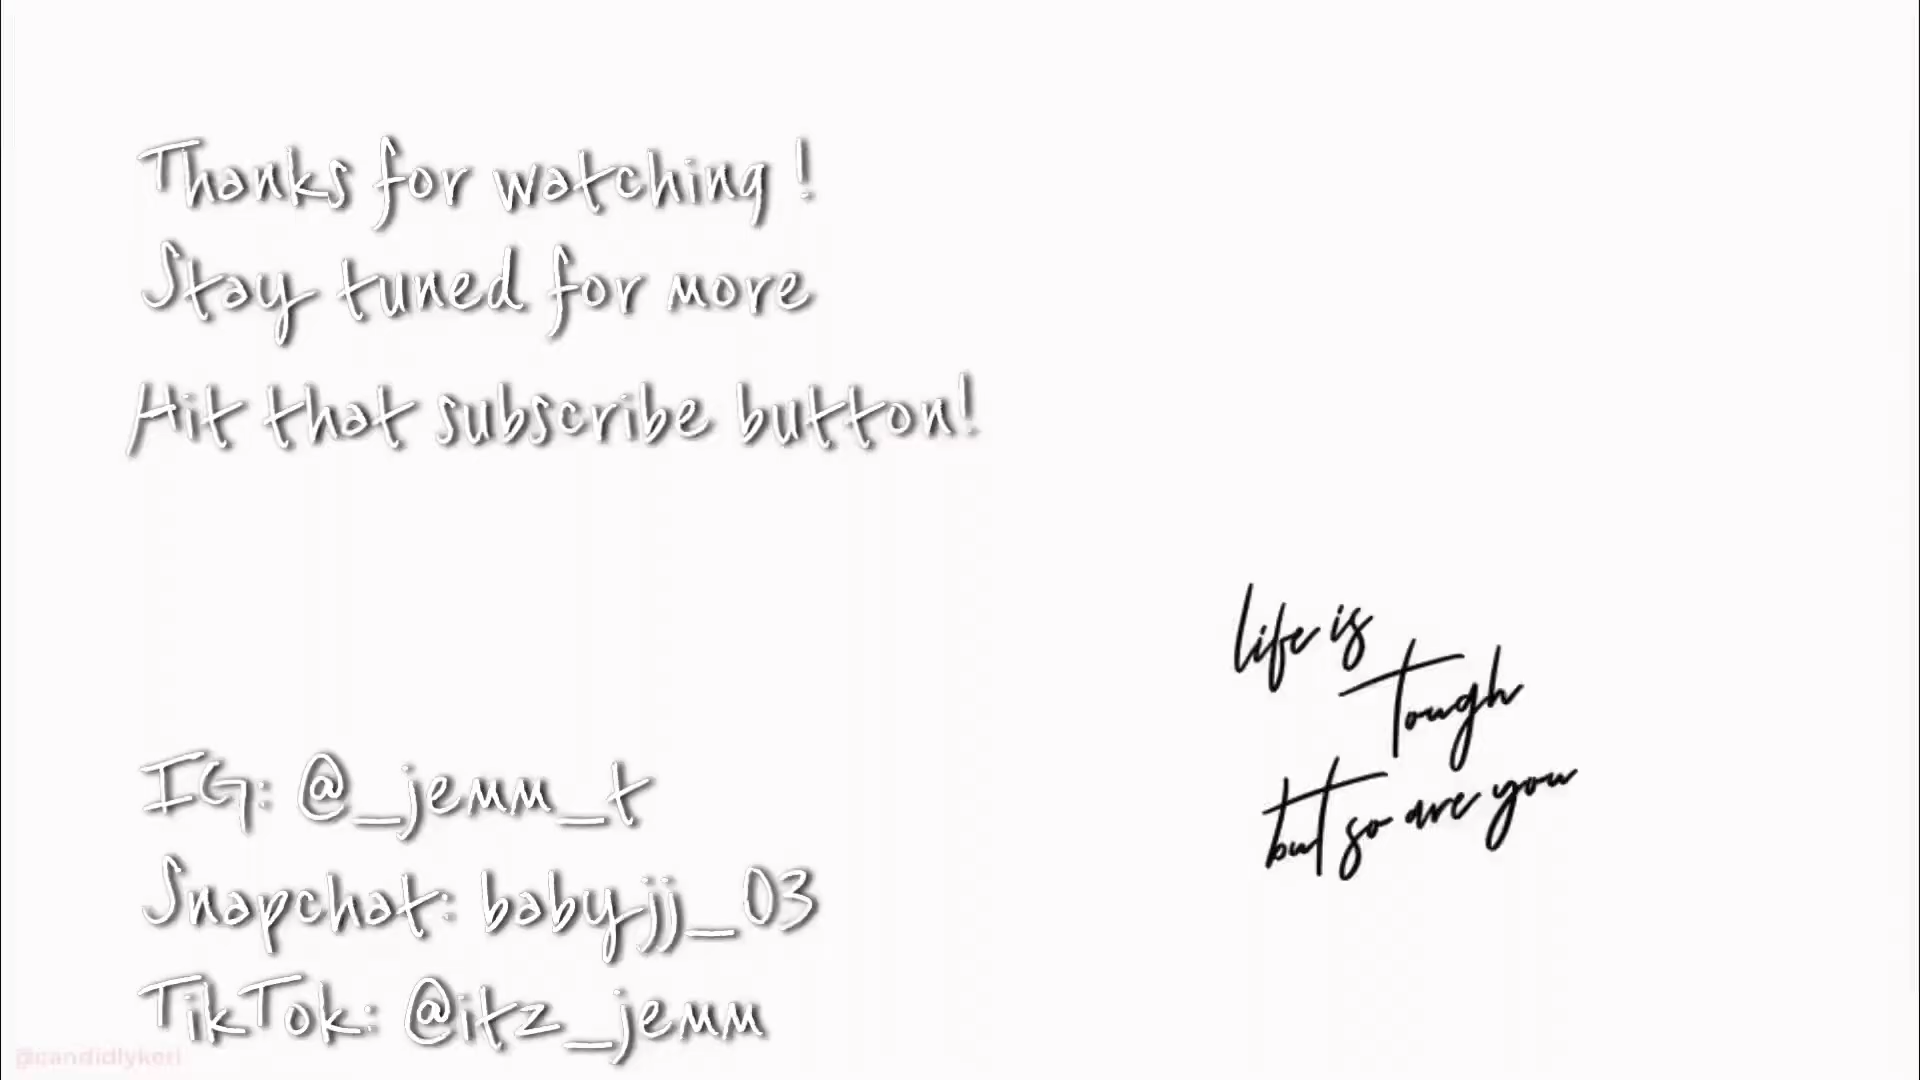 Thanks for watching !
Stay tuned for more
Hit that subscribe button!
life is
Tough
but so are you
IG: @_jemm_t
Snapchat: babyjj_03
TikTok: @itz_jemm
@candidlykori